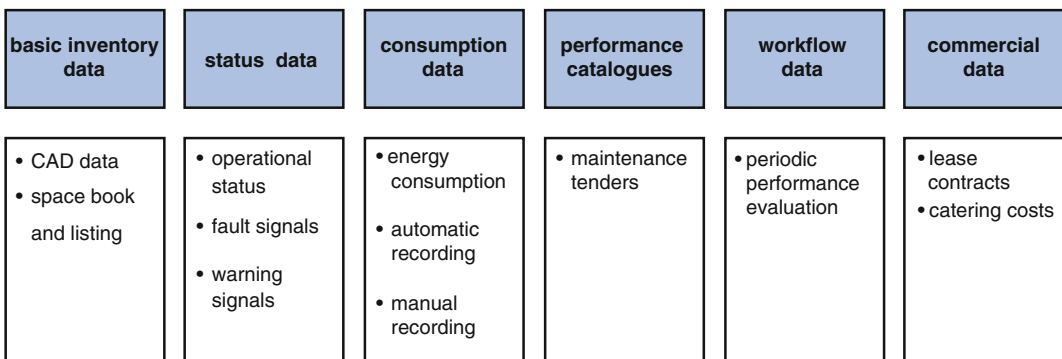 basic inventory
data
status data
consumption
data
performance
catalogues
workflow
data
commercial
data
• CAD data
• space book
and listing
• operational
status
• fault signals
• warning
signals
• energy
consumption
• automatic
recording
• manual
recording
• maintenance
tenders
• periodic
performance
evaluation
• lease
contracts
• catering costs